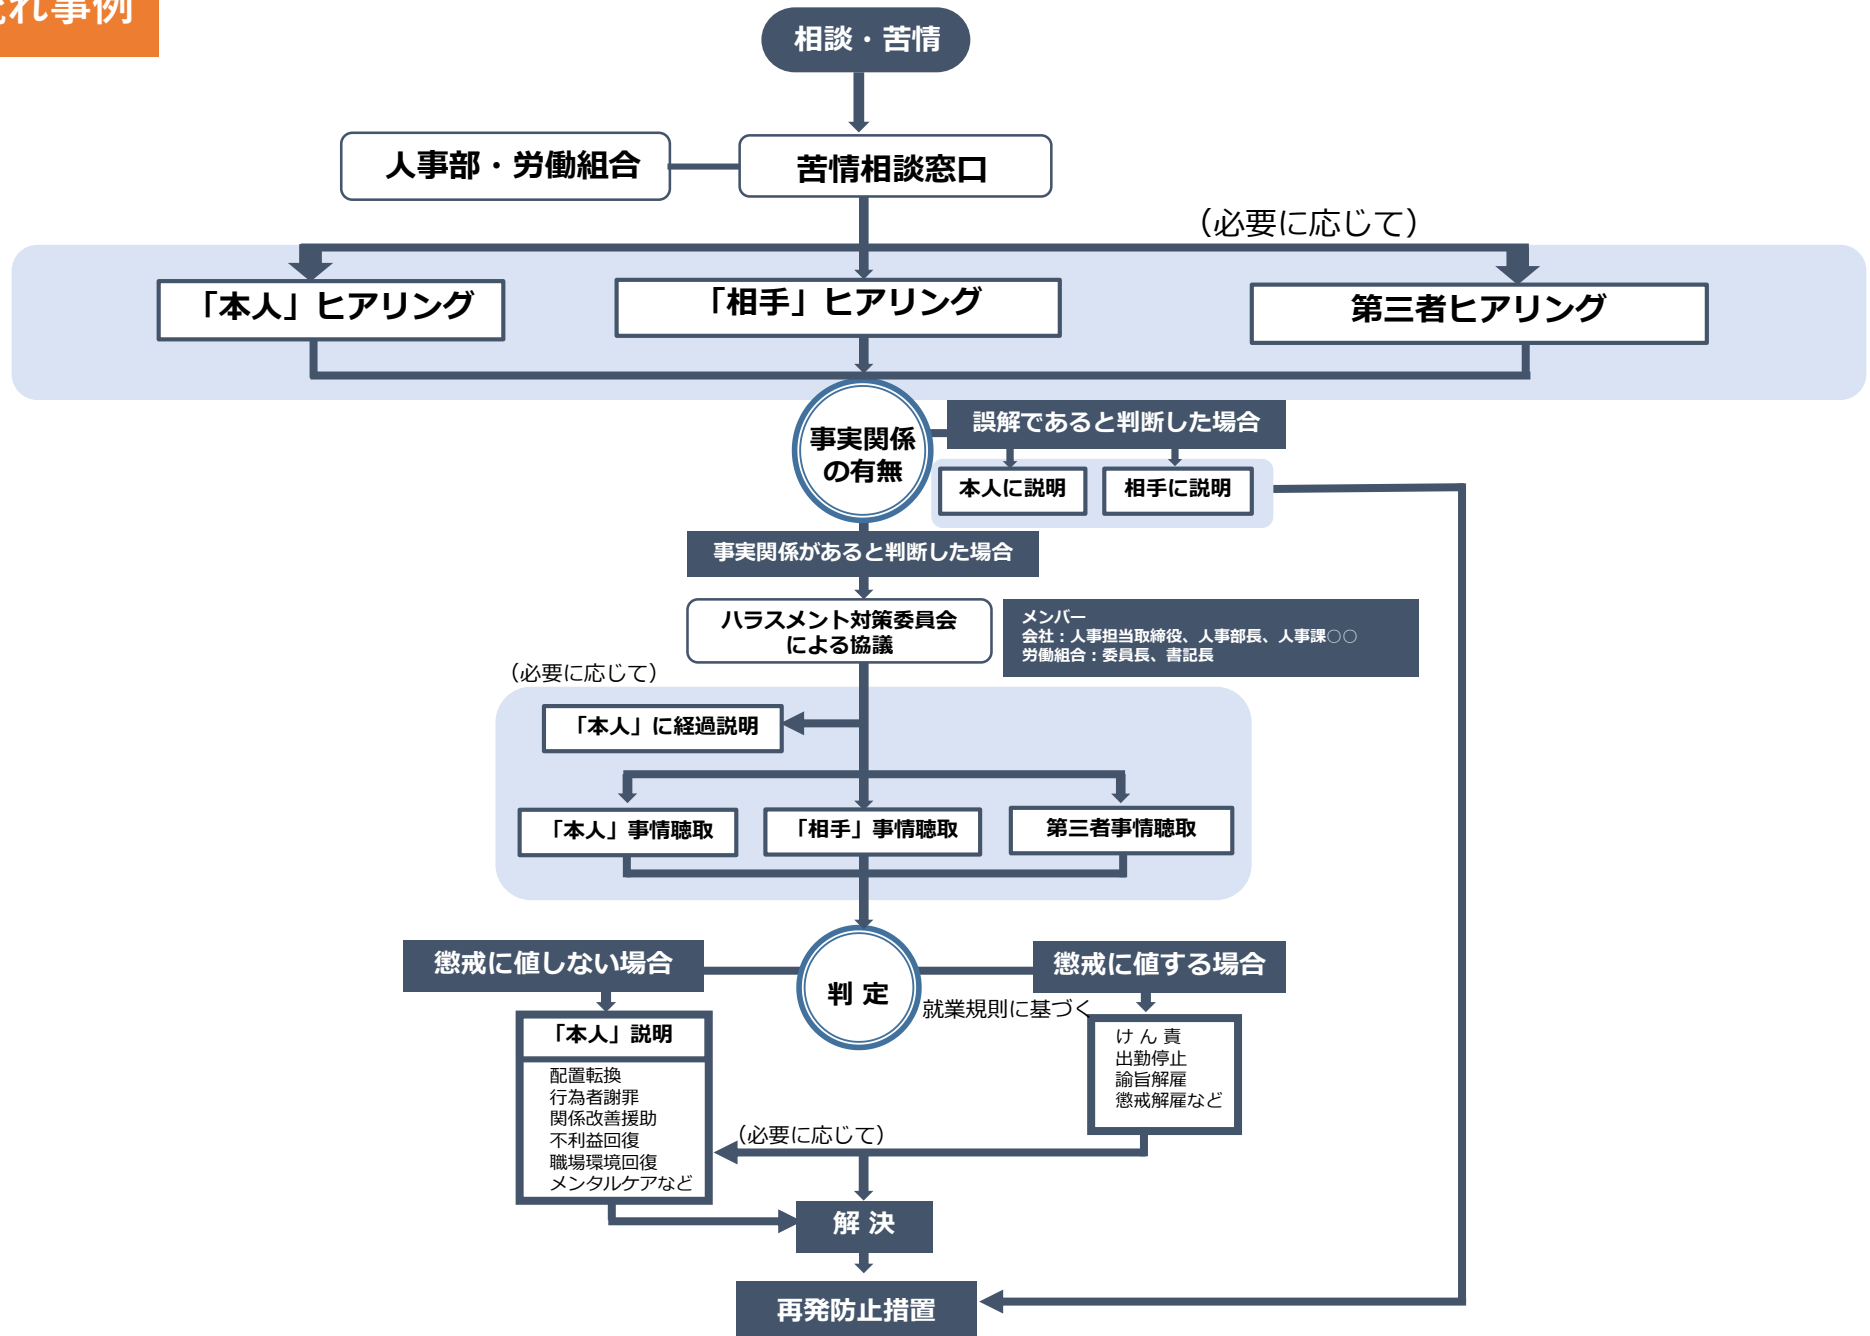 れ事例
相談・苦情
人事部・労働組合
苦情相談窓口
（必要に応じて）
「本人」ヒアリング
「相手」ヒアリング
第三者ヒアリング
事実関係
の有無
誤解であると判断した場合
本人に説明
相手に説明
事実関係があると判断した場合
ハラスメント対策委員会
による協議
メンバー
会社：人事担当取締役、人事部長、人事課○○
労働組合：委員長、書記長
（必要に応じて）
「本人」に経過説明
「本人」事情聴取
「相手」事情聴取
第三者事情聴取
懲戒に値しない場合
判 定
懲戒に値する場合
就業規則に基づく
「本人」説明
配置転換
行為者謝罪
関係改善援助
不利益回復
職場環境回復
メンタルケアなど
け ん 責
出勤停止
諭旨解雇
懲戒解雇など
（必要に応じて）
解 決
再発防止措置